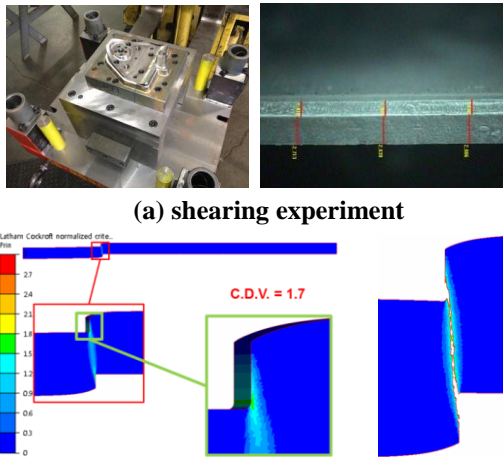 (a) shearing experiment
Latham Cockroft normalized crite..
Frin
C.D.V. = 1.7
2.7
2.4
2.1
1.8
1.5
1.2
0.9
0.6
0.3
0